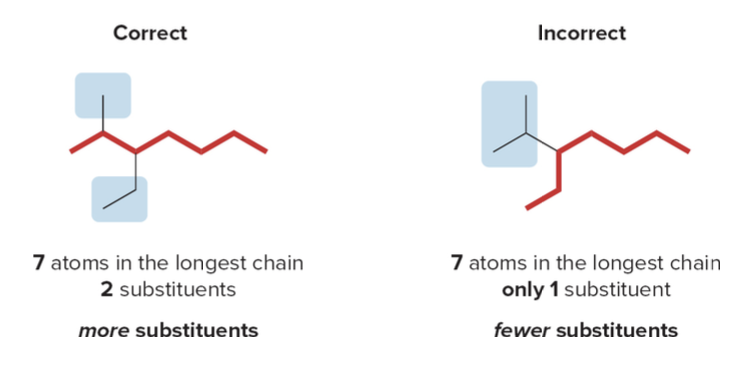 Correct
7 atoms in the longest chain
2 substituents
more substituents
Incorrect
7 atoms in the longest chain
only 1 substituent
fewer substituents